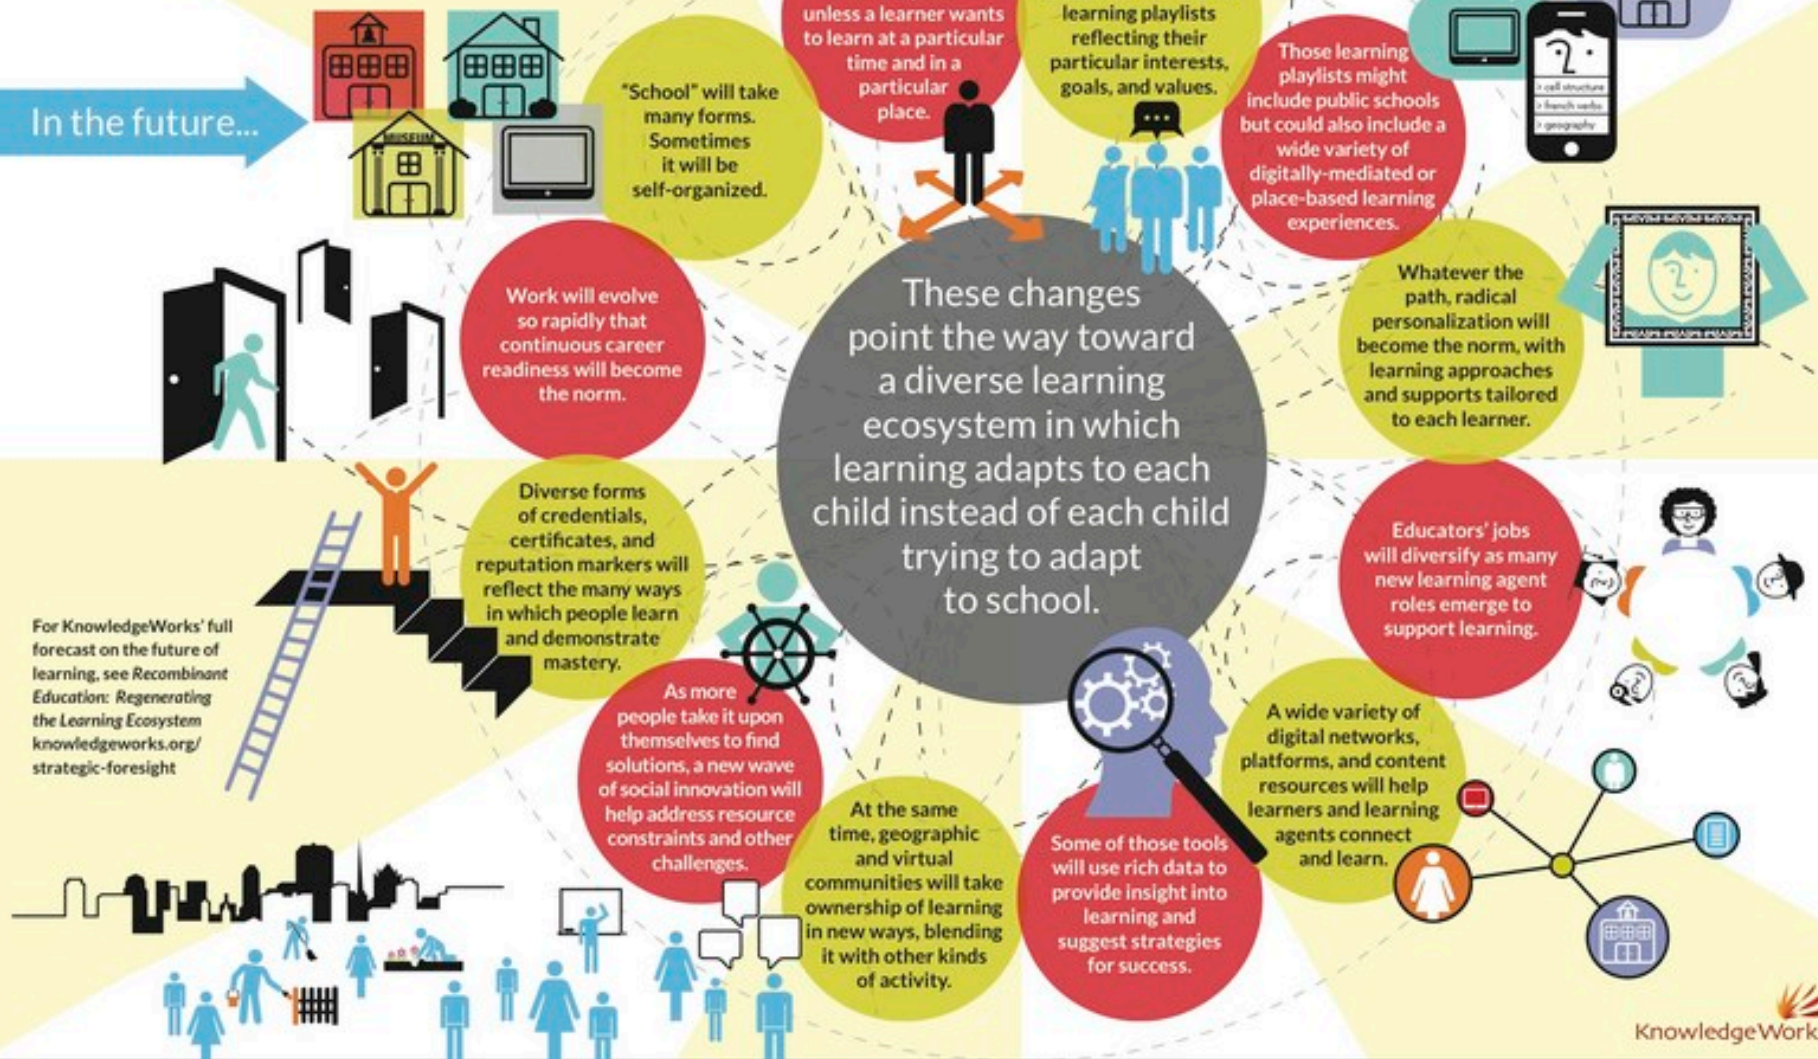 In the future...
MUSEUM
"School" will take
many forms.
Sometimes
it will be
self-organized.
unless a learner wants
to learn at a particular
time and in a
particular
place.
learning playlists
reflecting their
particular interests,
goals, and values.
Those learning
playlists might
include public schools
but could also include a
wide variety of
digitally-mediated or
place-based learning
experiences.
> cell structure
> french verbs
> geography
Whatever the
path, radical
personalization will
become the norm, with
learning approaches
and supports tailored
to each learner.
Educators' jobs
will diversify as many
new learning agent
roles emerge to
support learning.
A wide variety of
digital networks,
platforms, and content
resources will help
learners and learning
agents connect
and learn.
Some of those tools
will use rich data to
provide insight into
learning and
suggest strategies
for success.
At the same
time, geographic
and virtual
communities will take
ownership of learning
in new ways, blending
it with other kinds
of activity.
As more
people take it upon
themselves to find
solutions, a new wave
of social innovation will
help address resource
constraints and other
challenges.
Diverse forms
of credentials,
certificates, and
reputation markers will
reflect the many ways
in which people learn
and demonstrate
mastery.
Work will evolve
so rapidly that
continuous career
readiness will become
the norm.
These changes
point the way toward
a diverse learning
ecosystem in which
learning adapts to each
child instead of each child
trying to adapt
to school.
For KnowledgeWorks' full
forecast on the future of
learning, see Recombinant
Education: Regenerating
the Learning Ecosystem
knowledgeworks.org/
strategic-foresight
KnowledgeWork